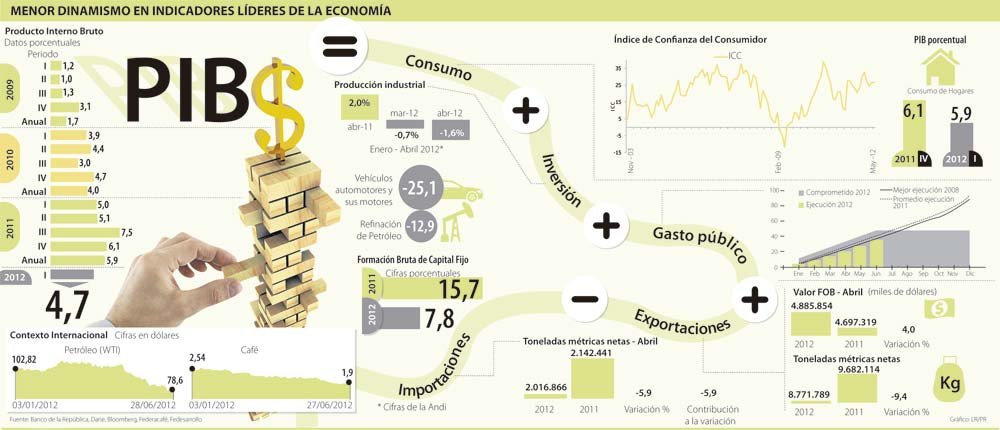 MENOR DINAMISMO EN INDICADORES LÍDERES DE LA ECONOMÍA
Producto Interno Bruto
Datos porcentuales
Periodo
2009
I 1,2
II 1,0
III 1,3
IV 3,1
Anual 1,7
2010
I 3,9
II 4,4
III 3,0
IV 4,7
Anual 4,0
2011
I 5,0
II 5,1
III 7,5
IV 6,1
Anual 5,9
2012
I
4,7
PIB$
=
Consumo
+
Inversión
+
Gasto público
+
Exportaciones
-
Importaciones
Producción industrial
2,0%
abr-11
mar-12
-0,7%
abr-12
-1,6%
Enero - Abril 2012*
Vehículos automotores y sus motores
-25,1
Refinación de Petróleo
-12,9
Formación Bruta de Capital Fijo
Cifras porcentuales
2011
15,7
2012
7,8
Índice de Confianza del Consumidor
ICC
35
25
15
5
-5
-15
ICC
Nov - 03
Feb -09
May -12
PIB porcentual
Consumo de Hogares
6,1
2011 IV
5,9
2012 I
Comprometido 2012
Ejecución 2012
Mejor ejecución 2008
Promedio ejecución 2011
100
80
60
40
20
0
Ene Feb Mar Abr May Jun Jul Ago Sep Oct Nov Dic
Valor FOB - Abril (miles de dólares)
4.885.854
2012
4.697.319
2011
4,0
Variación %
Toneladas métricas netas
8.771.789
2012
9.682.114
2011
-9,4
Variación %
Kg
Toneladas métricas netas - Abril
2.016.866
2012
2.142.441
2011
-5,9
Variación %
-5,9
Contribución a la variación
Contexto Internacional Cifras en dólares
Petróleo (WTI)
102,82
78,6
03/01/2012
28/06/2012
Café
2,54
1,9
03/01/2012
27/06/2012
* Cifras de la Andi
Fuente: Banco de la República, Dane, Bloomberg, Federacafé, Fedesarollo
Gráfico: LR/PR